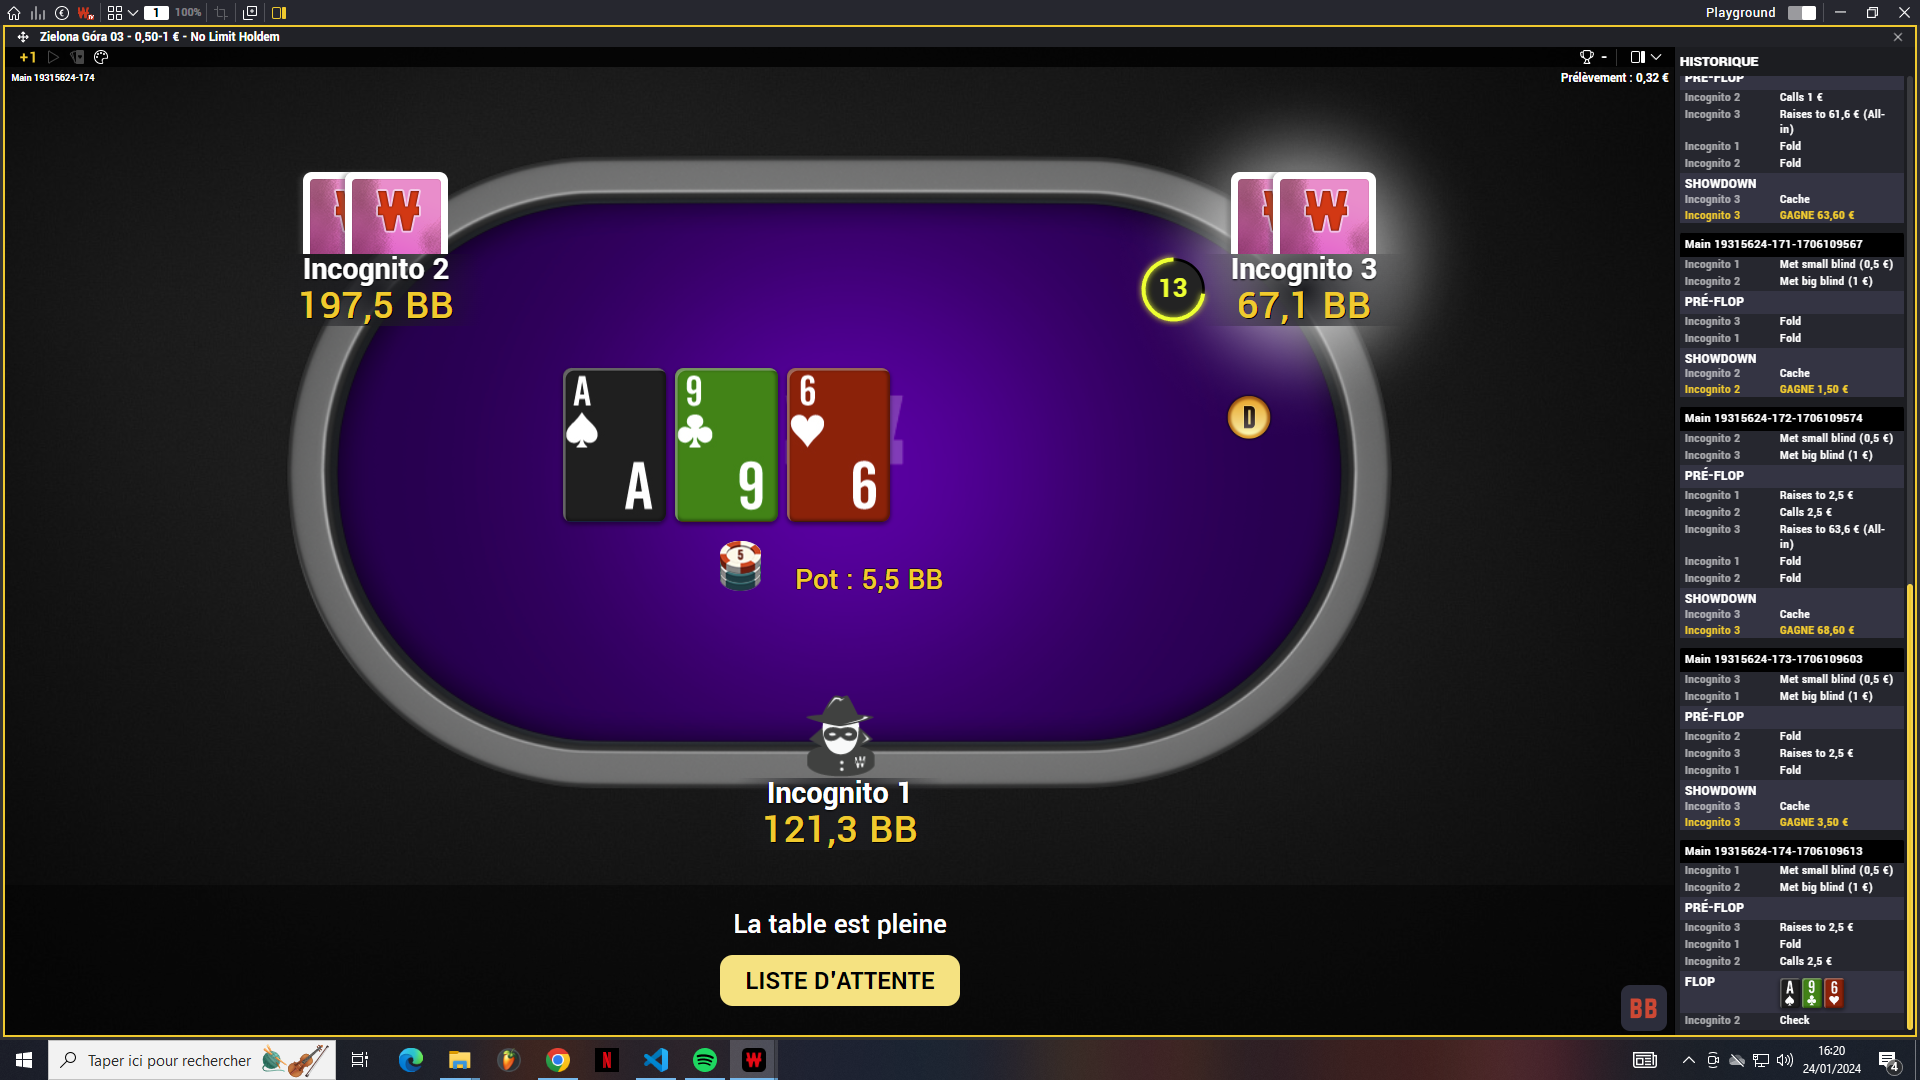 1
100%
Playground
Zielona Góra 03 - 0,50-1 € - No Limit Holdem
+1
-
Main 19315624-174
Prélèvement : 0,32 €
Incognito 2
197,5 BB
13
Incognito 3
67,1 BB
A 9 6
A 9 6
D
5
Pot : 5,5 BB
Incognito 1
121,3 BB
La table est pleine
LISTE D'ATTENTE
BB
HISTORIQUE
PRÉ-FLOP
Incognito 2 Calls 1 €
Incognito 3 Raises to 61,6 € (All-
in)
Incognito 1 Fold
Incognito 2 Fold
SHOWDOWN
Incognito 3 Cache
Incognito 3 GAGNE 63,60 €
Main 19315624-171-1706109567
Incognito 1 Met small blind (0,5 €)
Incognito 2 Met big blind (1 €)
PRÉ-FLOP
Incognito 3 Fold
Incognito 1 Fold
SHOWDOWN
Incognito 2 Cache
Incognito 2 GAGNE 1,50 €
Main 19315624-172-1706109574
Incognito 2 Met small blind (0,5 €)
Incognito 3 Met big blind (1 €)
PRÉ-FLOP
Incognito 1 Raises to 2,5 €
Incognito 2 Calls 2,5 €
Incognito 3 Raises to 63,6 € (All-
in)
Incognito 1 Fold
Incognito 2 Fold
SHOWDOWN
Incognito 3 Cache
Incognito 3 GAGNE 68,60 €
Main 19315624-173-1706109603
Incognito 3 Met small blind (0,5 €)
Incognito 1 Met big blind (1 €)
PRÉ-FLOP
Incognito 2 Fold
Incognito 3 Raises to 2,5 €
Incognito 1 Fold
SHOWDOWN
Incognito 3 Cache
Incognito 3 GAGNE 3,50 €
Main 19315624-174-1706109613
Incognito 1 Met small blind (0,5 €)
Incognito 2 Met big blind (1 €)
PRÉ-FLOP
Incognito 3 Raises to 2,5 €
Incognito 1 Fold
Incognito 2 Calls 2,5 €
FLOP A 9 6
Incognito 2 Check
Taper ici pour rechercher
16:20
24/01/2024
4